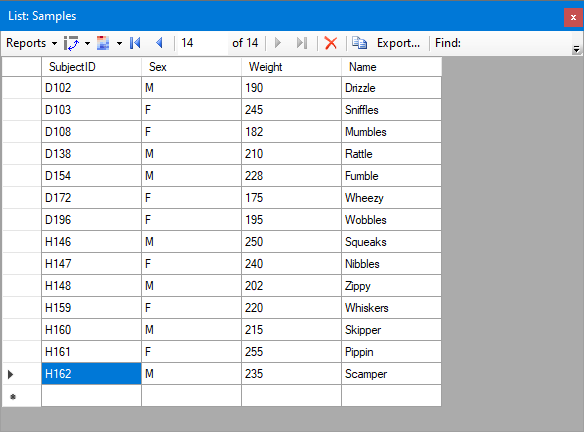 List: Samples
Reports 14 of 14 Export... Find:
SubjectID Sex Weight Name
D102 M 190 Drizzle
D103 F 245 Sniffles
D108 F 182 Mumbles
D138 M 210 Rattle
D154 M 228 Fumble
D172 F 175 Wheezy
D196 F 195 Wobbles
H146 M 250 Squeaks
H147 F 240 Nibbles
H148 M 202 Zippy
H159 F 220 Whiskers
H160 M 215 Skipper
H161 F 255 Pippin
H162 M 235 Scamper